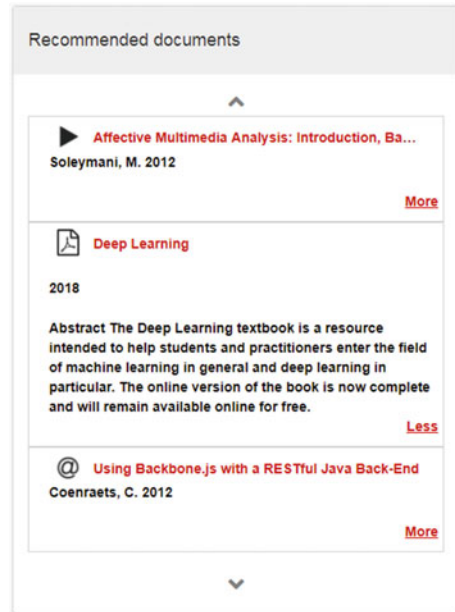 Recommended documents
Affective Multimedia Analysis: Introduction, Ba...
Soleymani, M. 2012
More
Deep Learning
2018
Abstract The Deep Learning textbook is a resource
intended to help students and practitioners enter the field
of machine learning in general and deep learning in
particular. The online version of the book is now complete
and will remain available online for free.
Less
@ Using Backbone.js with a RESTful Java Back-End
Coenraets, C. 2012
More